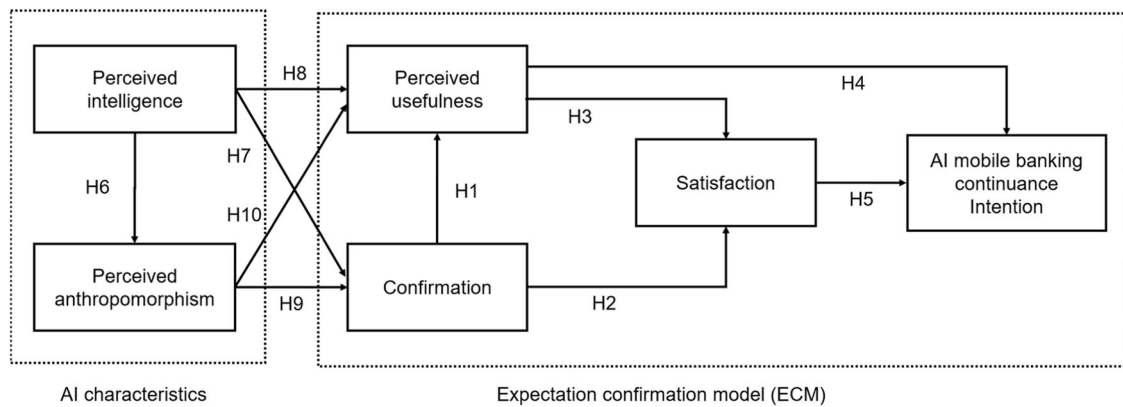 Perceived
intelligence
H8
Perceived
usefulness
H4
H3
H7
H6
H1
Satisfaction
H5
AI mobile banking
continuance
Intention
H10
Perceived
anthropomorphism
H9
Confirmation
H2
AI characteristics
Expectation confirmation model (ECM)